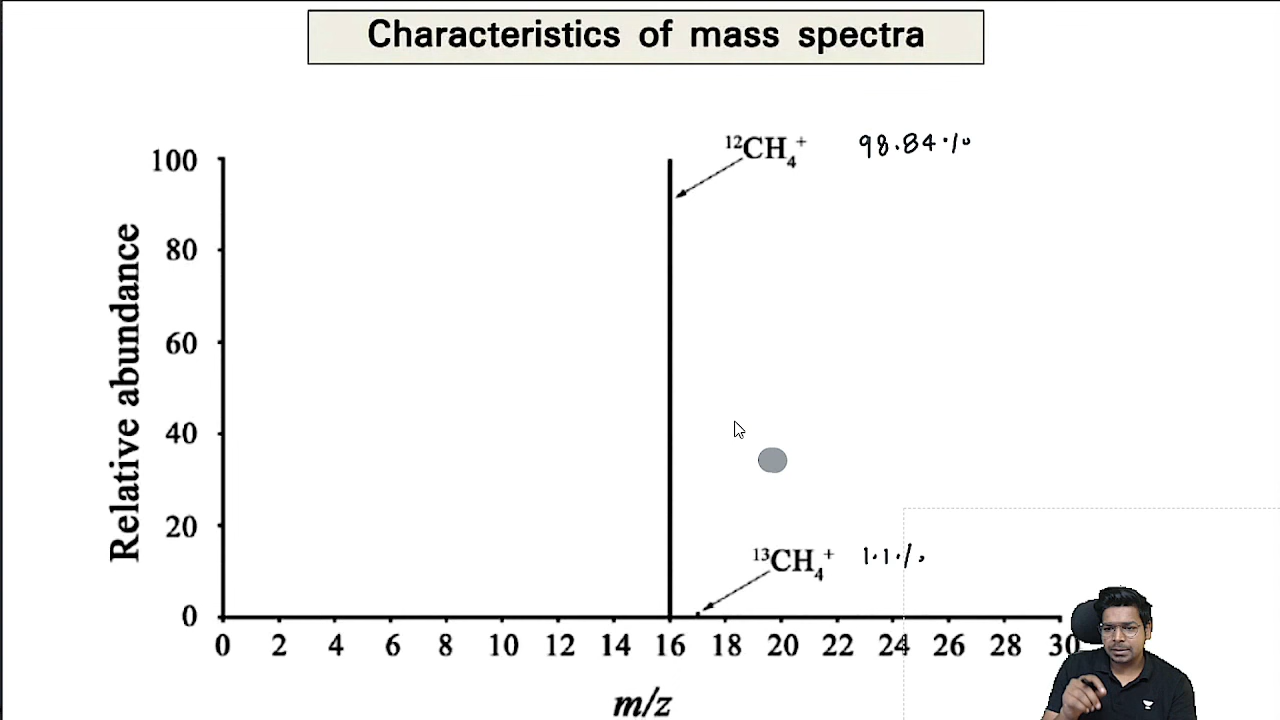 Characteristics of mass spectra
¹²CH₄⁺ 98.84%
100
80
60
40
20
0
Relative abundance
¹³CH₄⁺ 1.1%
0 2 4 6 8 10 12 14 16 18 20 22 24 26 28 30
m/z